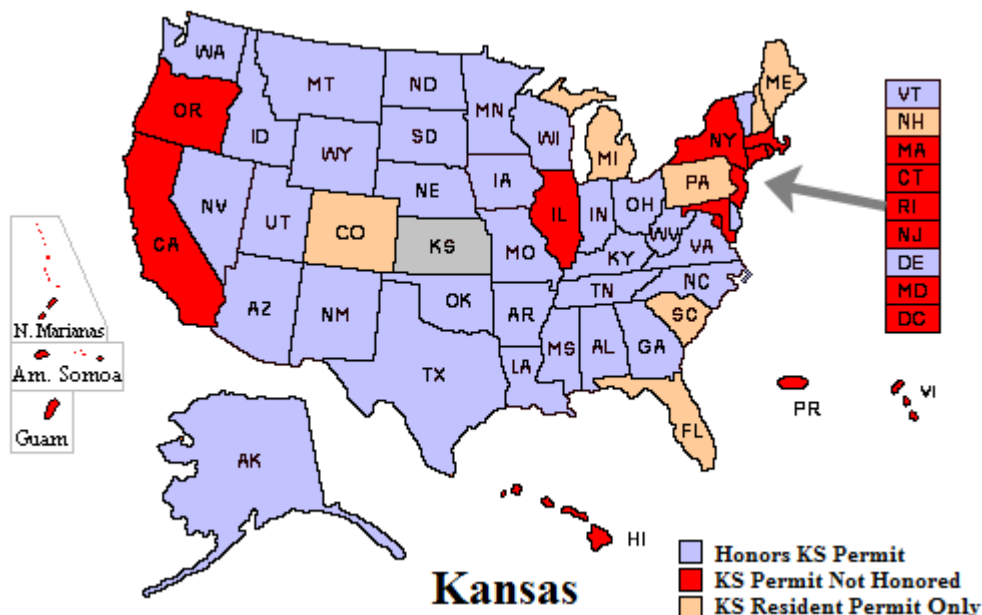 WA
MT
ND
MN
ME
VT
NH
OR
ID
SD
WI
NY
MA
WY
MI
CT
IA
PA
RI
NE
NV
UT
IL
IN
OH
NJ
CO
KS
MO
WV
VA
DE
CA
KY
MD
NC
DC
TN
AZ
NM
OK
AR
SC
N. Marianas
MS
AL
GA
TX
LA
Am. Somoa
PR
VI
FL
Guam
AK
HI
Honors KS Permit
Kansas
KS Permit Not Honored
KS Resident Permit Only